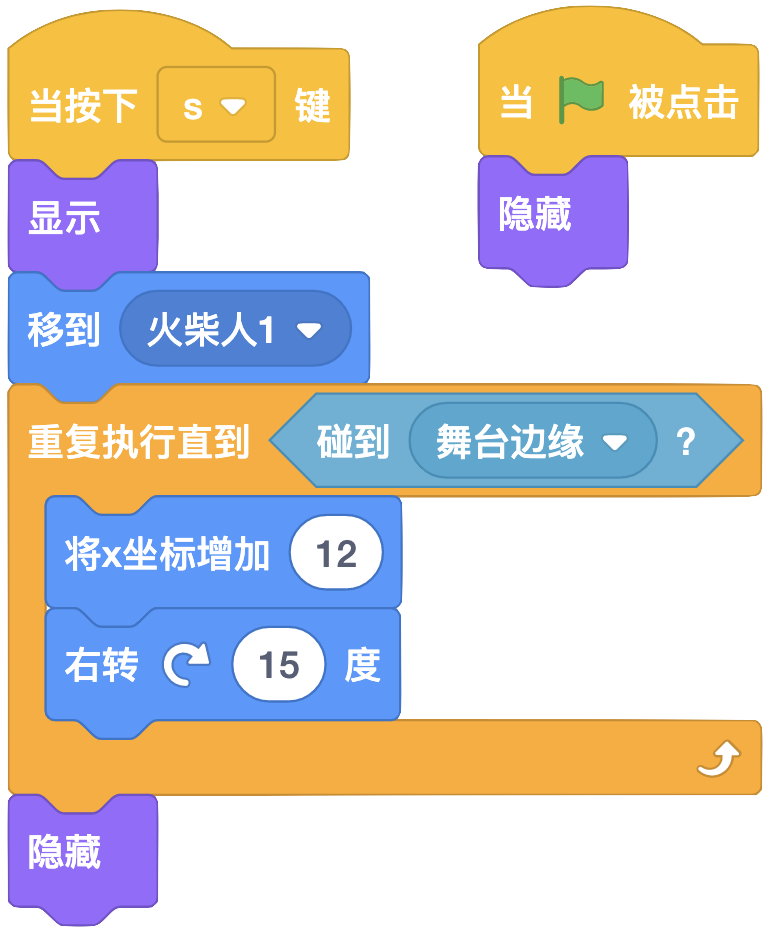 当按下 s 键
显示
移到 火柴人1
重复执行直到 碰到 舞台边缘 ?
将x坐标增加 12
右转 15 度
隐藏
当 被点击
隐藏